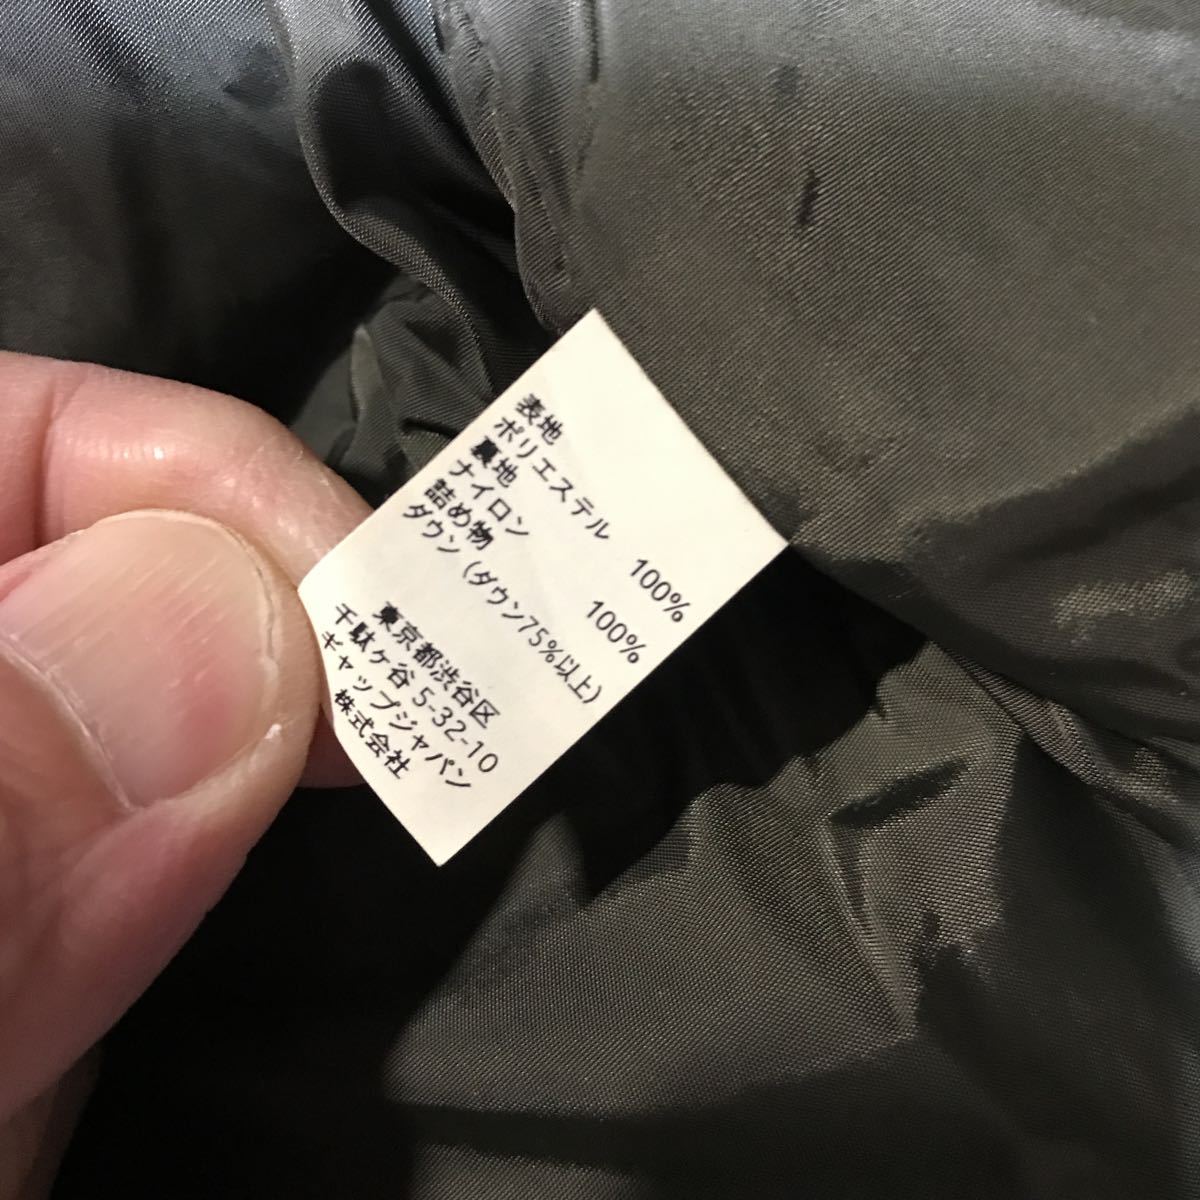 表地
ポリエステル 100%
裏地
ナイロン 100%
詰め物
ダウン (ダウン75%以上)
東京都渋谷区
千駄ヶ谷 5-32-10
ギャップジャパン
株式会社